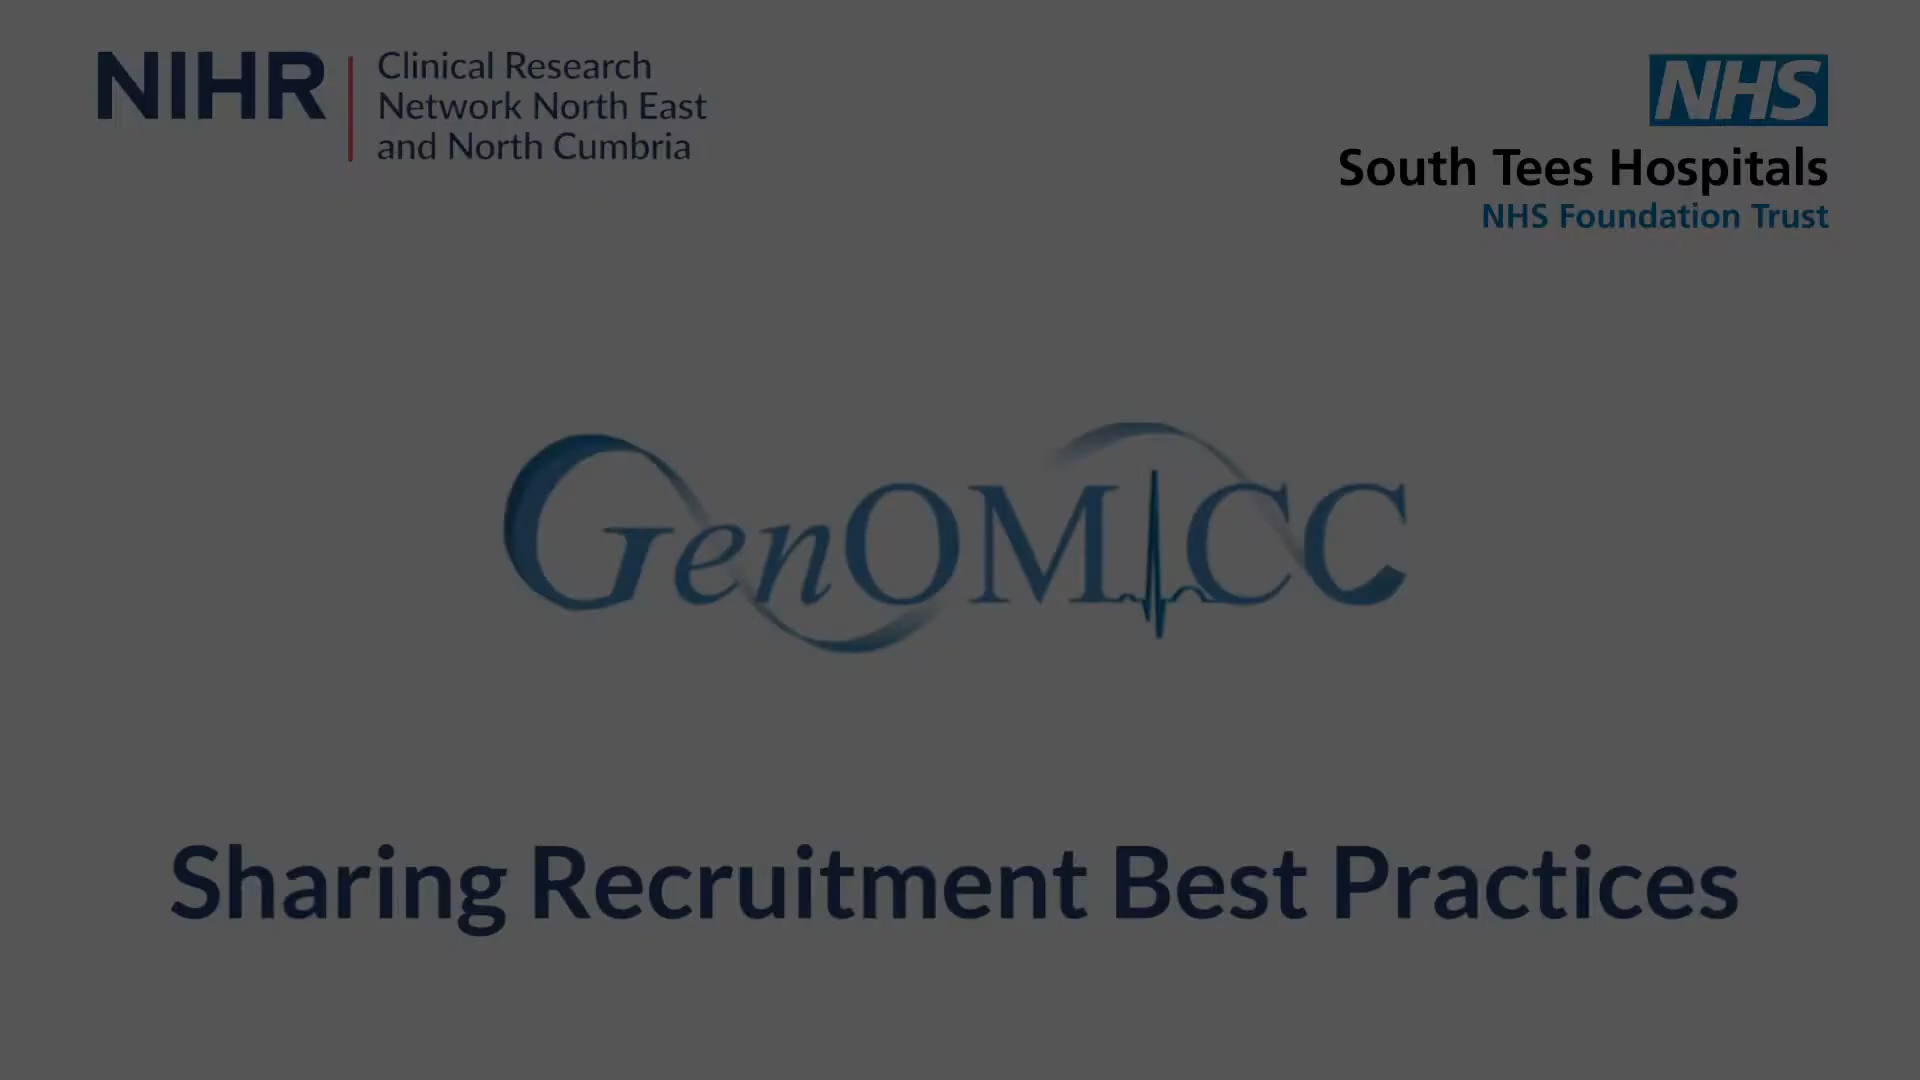 NIHR
Clinical Research
Network North East
and North Cumbria
NHS
South Tees Hospitals
NHS Foundation Trust
GenOMICC
Sharing Recruitment Best Practices